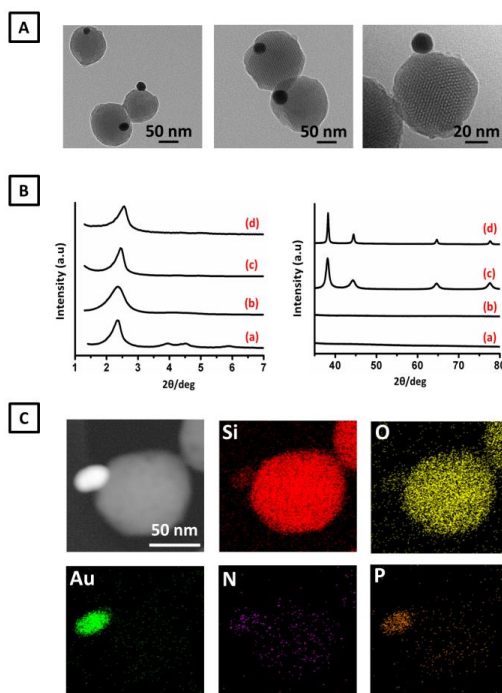 A
50 nm
50 nm
20 nm
B
Intensity (a.u)
(d)
(c)
(b)
(a)
1 2 3 4 5 6 7
2θ/deg
Intensity (a.u)
(d)
(c)
(b)
(a)
40 50 60 70 80
2θ/deg
C
50 nm
Si
O
Au
N
P